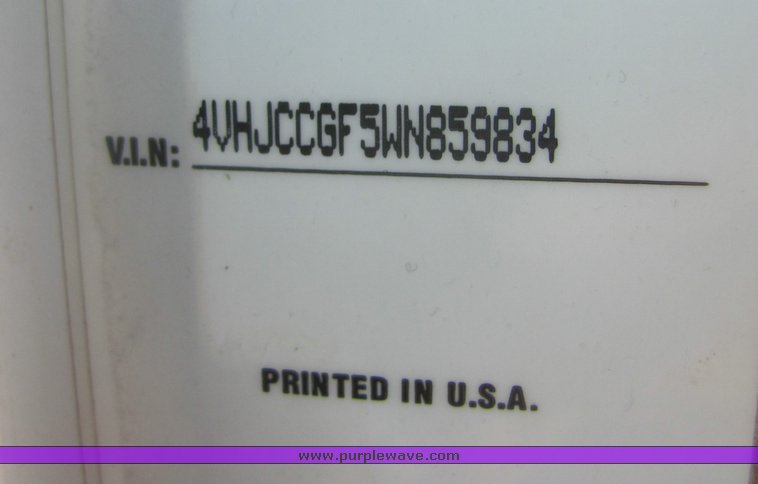 V.I.N: 4VHJCCGF5WN859834
PRINTED IN U.S.A.
www.purplewave.com